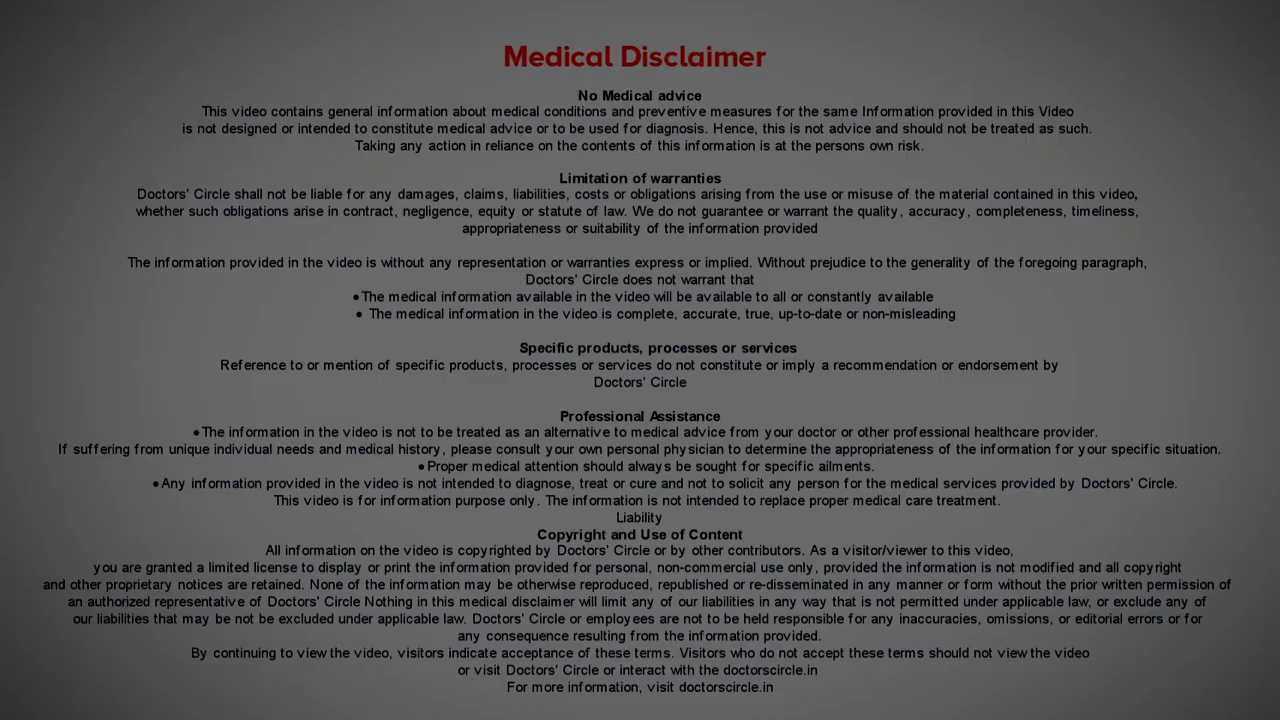 Medical Disclaimer
No Medical advice
This video contains general information about medical conditions and preventive measures for the same Information provided in this Video
is not designed or intended to constitute medical advice or to be used for diagnosis. Hence, this is not advice and should not be treated as such.
Taking any action in reliance on the contents of this information is at the persons own risk.
Limitation of warranties
Doctors' Circle shall not be liable for any damages, claims, liabilities, costs or obligations arising from the use or misuse of the material contained in this video,
whether such obligations arise in contract, negligence, equity or statute of law. We do not guarantee or warrant the quality, accuracy, completeness, timeliness,
appropriateness or suitability of the information provided
The information provided in the video is without any representation or warranties express or implied. Without prejudice to the generality of the foregoing paragraph,
Doctors' Circle does not warrant that
•The medical information available in the video will be available to all or constantly available
• The medical information in the video is complete, accurate, true, up-to-date or non-misleading
Specific products, processes or services
Reference to or mention of specific products, processes or services do not constitute or imply a recommendation or endorsement by
Doctors' Circle
Professional Assistance
•The information in the video is not to be treated as an alternative to medical advice from your doctor or other professional healthcare provider.
If suffering from unique individual needs and medical history, please consult your own personal physician to determine the appropriateness of the information for your specific situation.
•Proper medical attention should always be sought for specific ailments.
•Any information provided in the video is not intended to diagnose, treat or cure and not to solicit any person for the medical services provided by Doctors' Circle.
This video is for information purpose only. The information is not intended to replace proper medical care treatment.
Liability
Copyright and Use of Content
All information on the video is copyrighted by Doctors' Circle or by other contributors. As a visitor/viewer to this video,
you are granted a limited license to display or print the information provided for personal, non-commercial use only, provided the information is not modified and all copyright
and other proprietary notices are retained. None of the information may be otherwise reproduced, republished or re-disseminated in any manner or form without the prior written permission of
an authorized representative of Doctors' Circle Nothing in this medical disclaimer will limit any of our liabilities in any way that is not permitted under applicable law, or exclude any of
our liabilities that may be not be excluded under applicable law. Doctors' Circle or employees are not to be held responsible for any inaccuracies, omissions, or editorial errors or for
any consequence resulting from the information provided.
By continuing to view the video, visitors indicate acceptance of these terms. Visitors who do not accept these terms should not view the video
or visit Doctors' Circle or interact with the doctorscircle.in
For more information, visit doctorscircle.in